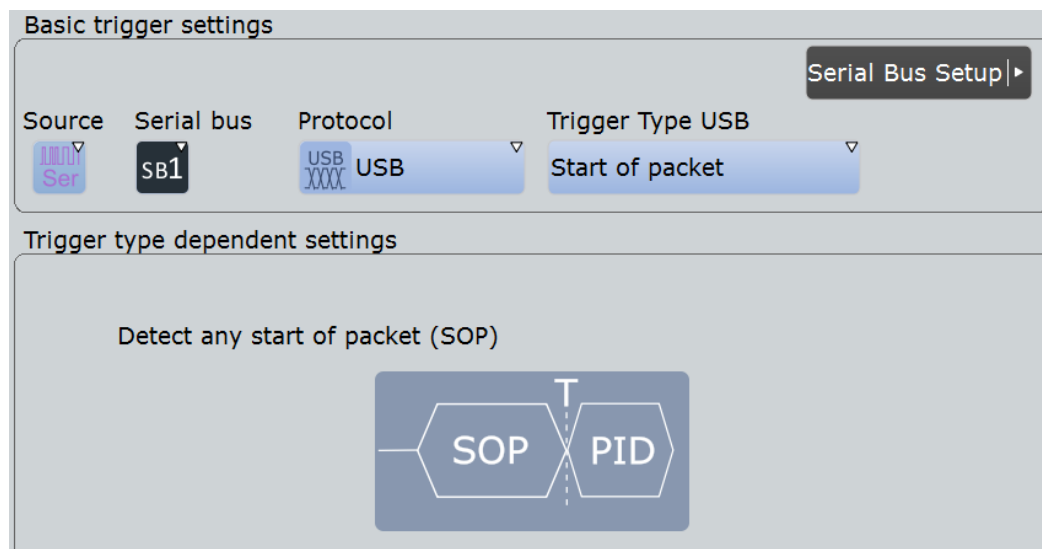 Basic trigger settings
Serial Bus Setup
Source Serial bus Protocol Trigger Type USB
Ser SB1 USB USB Start of packet
Trigger type dependent settings
Detect any start of packet (SOP)
T
SOP PID